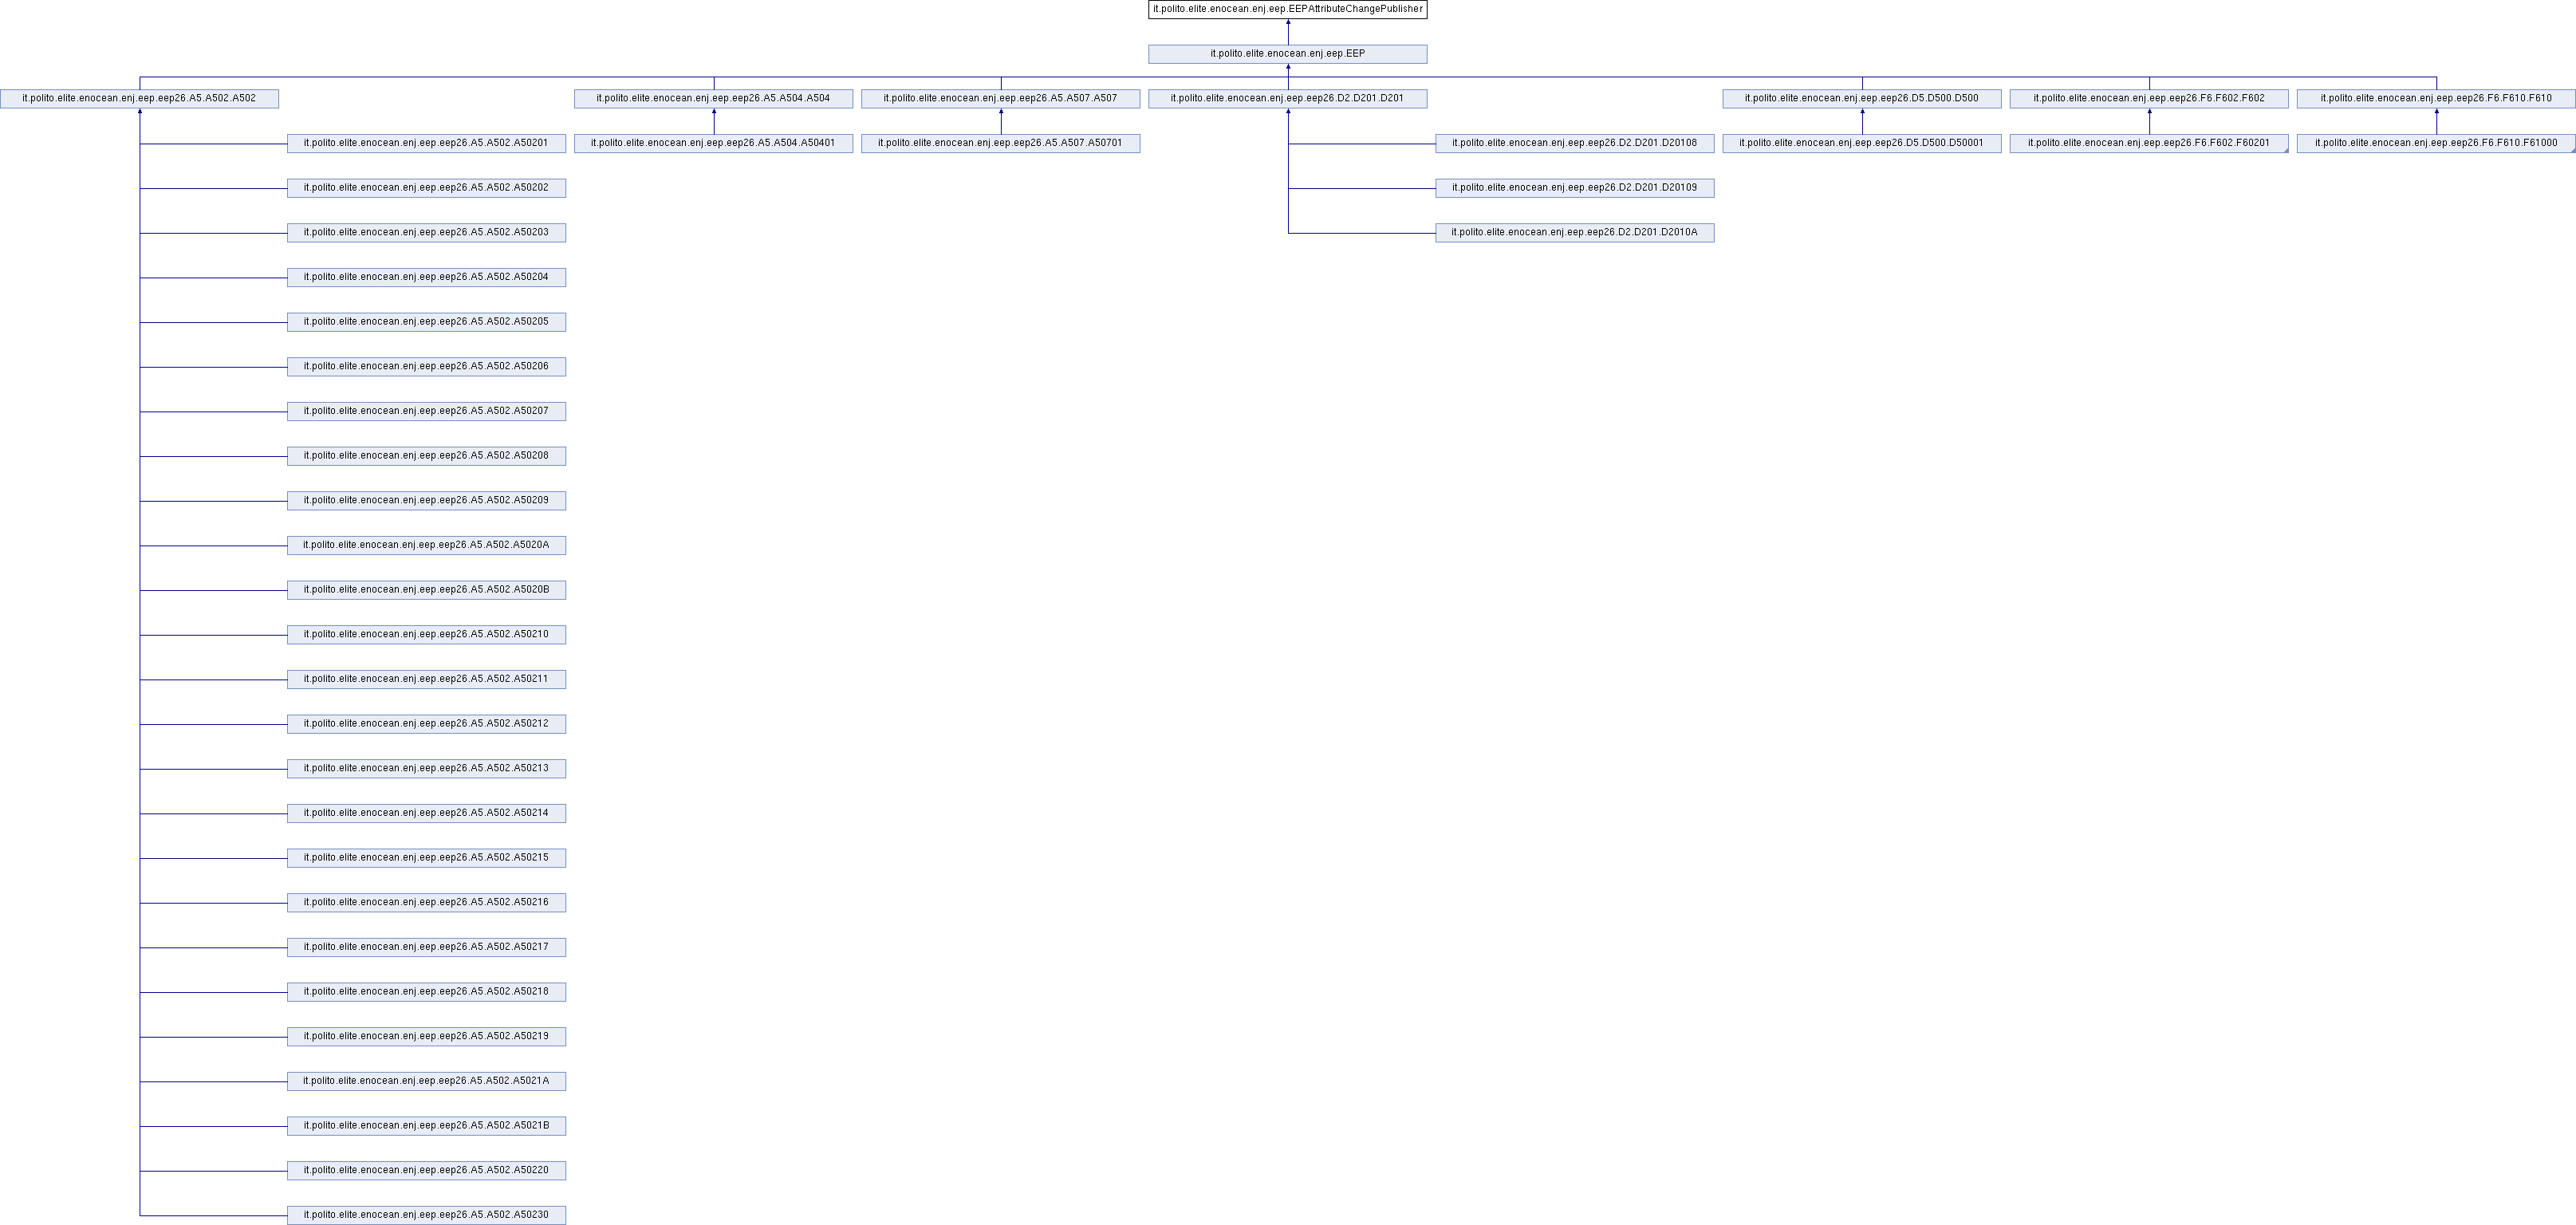 it.polito.elite.enocean.enj.eep.EEPAttributeChangePublisher
it.polito.elite.enocean.enj.eep.EEP
it.polito.elite.enocean.enj.eep.eep26.A5.A502.A502
it.polito.elite.enocean.enj.eep.eep26.A5.A504.A504
it.polito.elite.enocean.enj.eep.eep26.A5.A507.A507
it.polito.elite.enocean.enj.eep.eep26.D2.D201.D201
it.polito.elite.enocean.enj.eep.eep26.D5.D500.D500
it.polito.elite.enocean.enj.eep.eep26.F6.F602.F602
it.polito.elite.enocean.enj.eep.eep26.F6.F610.F610
it.polito.elite.enocean.enj.eep.eep26.A5.A502.A50201
it.polito.elite.enocean.enj.eep.eep26.A5.A504.A50401
it.polito.elite.enocean.enj.eep.eep26.A5.A507.A50701
it.polito.elite.enocean.enj.eep.eep26.D2.D201.D20108
it.polito.elite.enocean.enj.eep.eep26.D5.D500.D50001
it.polito.elite.enocean.enj.eep.eep26.F6.F602.F60201
it.polito.elite.enocean.enj.eep.eep26.F6.F610.F61000
it.polito.elite.enocean.enj.eep.eep26.A5.A502.A50202
it.polito.elite.enocean.enj.eep.eep26.D2.D201.D20109
it.polito.elite.enocean.enj.eep.eep26.A5.A502.A50203
it.polito.elite.enocean.enj.eep.eep26.D2.D201.D2010A
it.polito.elite.enocean.enj.eep.eep26.A5.A502.A50204
it.polito.elite.enocean.enj.eep.eep26.A5.A502.A50205
it.polito.elite.enocean.enj.eep.eep26.A5.A502.A50206
it.polito.elite.enocean.enj.eep.eep26.A5.A502.A50207
it.polito.elite.enocean.enj.eep.eep26.A5.A502.A50208
it.polito.elite.enocean.enj.eep.eep26.A5.A502.A50209
it.polito.elite.enocean.enj.eep.eep26.A5.A502.A5020A
it.polito.elite.enocean.enj.eep.eep26.A5.A502.A5020B
it.polito.elite.enocean.enj.eep.eep26.A5.A502.A50210
it.polito.elite.enocean.enj.eep.eep26.A5.A502.A50211
it.polito.elite.enocean.enj.eep.eep26.A5.A502.A50212
it.polito.elite.enocean.enj.eep.eep26.A5.A502.A50213
it.polito.elite.enocean.enj.eep.eep26.A5.A502.A50214
it.polito.elite.enocean.enj.eep.eep26.A5.A502.A50215
it.polito.elite.enocean.enj.eep.eep26.A5.A502.A50216
it.polito.elite.enocean.enj.eep.eep26.A5.A502.A50217
it.polito.elite.enocean.enj.eep.eep26.A5.A502.A50218
it.polito.elite.enocean.enj.eep.eep26.A5.A502.A50219
it.polito.elite.enocean.enj.eep.eep26.A5.A502.A5021A
it.polito.elite.enocean.enj.eep.eep26.A5.A502.A5021B
it.polito.elite.enocean.enj.eep.eep26.A5.A502.A50220
it.polito.elite.enocean.enj.eep.eep26.A5.A502.A50230